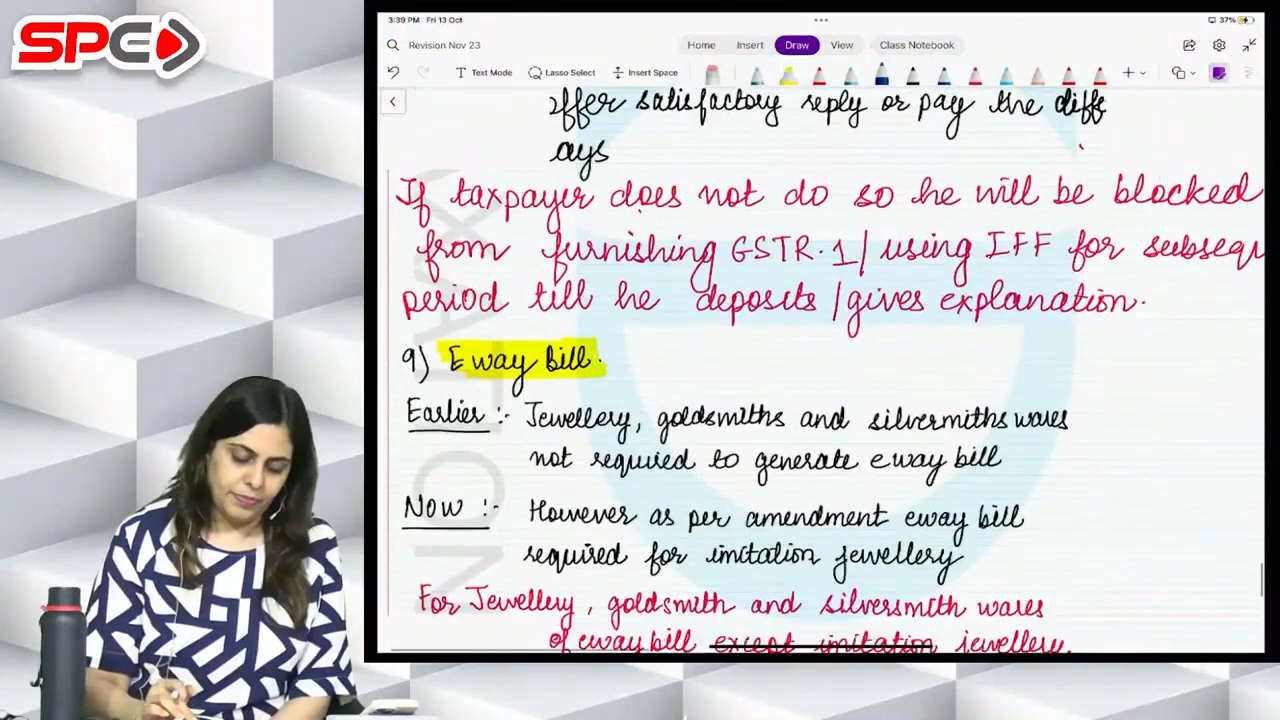 SPED
3:39 PM Fri 13 Oct
37%
Revision Nov 23
Home Insert Draw View Class Notebook
Text Mode Lasso Select Insert Space
offer satisfactory reply or pay the diff
ays
If taxpayer does not do so he will be blocked
from furnishing GSTR-1/using IFF for subsequ
period till he deposits/gives explanation.
9) E way bill.
Earlier :- Jewellery, goldsmiths and silvermiths wares
not required to generate eway bill
Now :- However as per amendment eway bill
required for imitation jewellery
For Jewellery, goldsmith and silversmith wares
of eway bill except imitation jewellery.